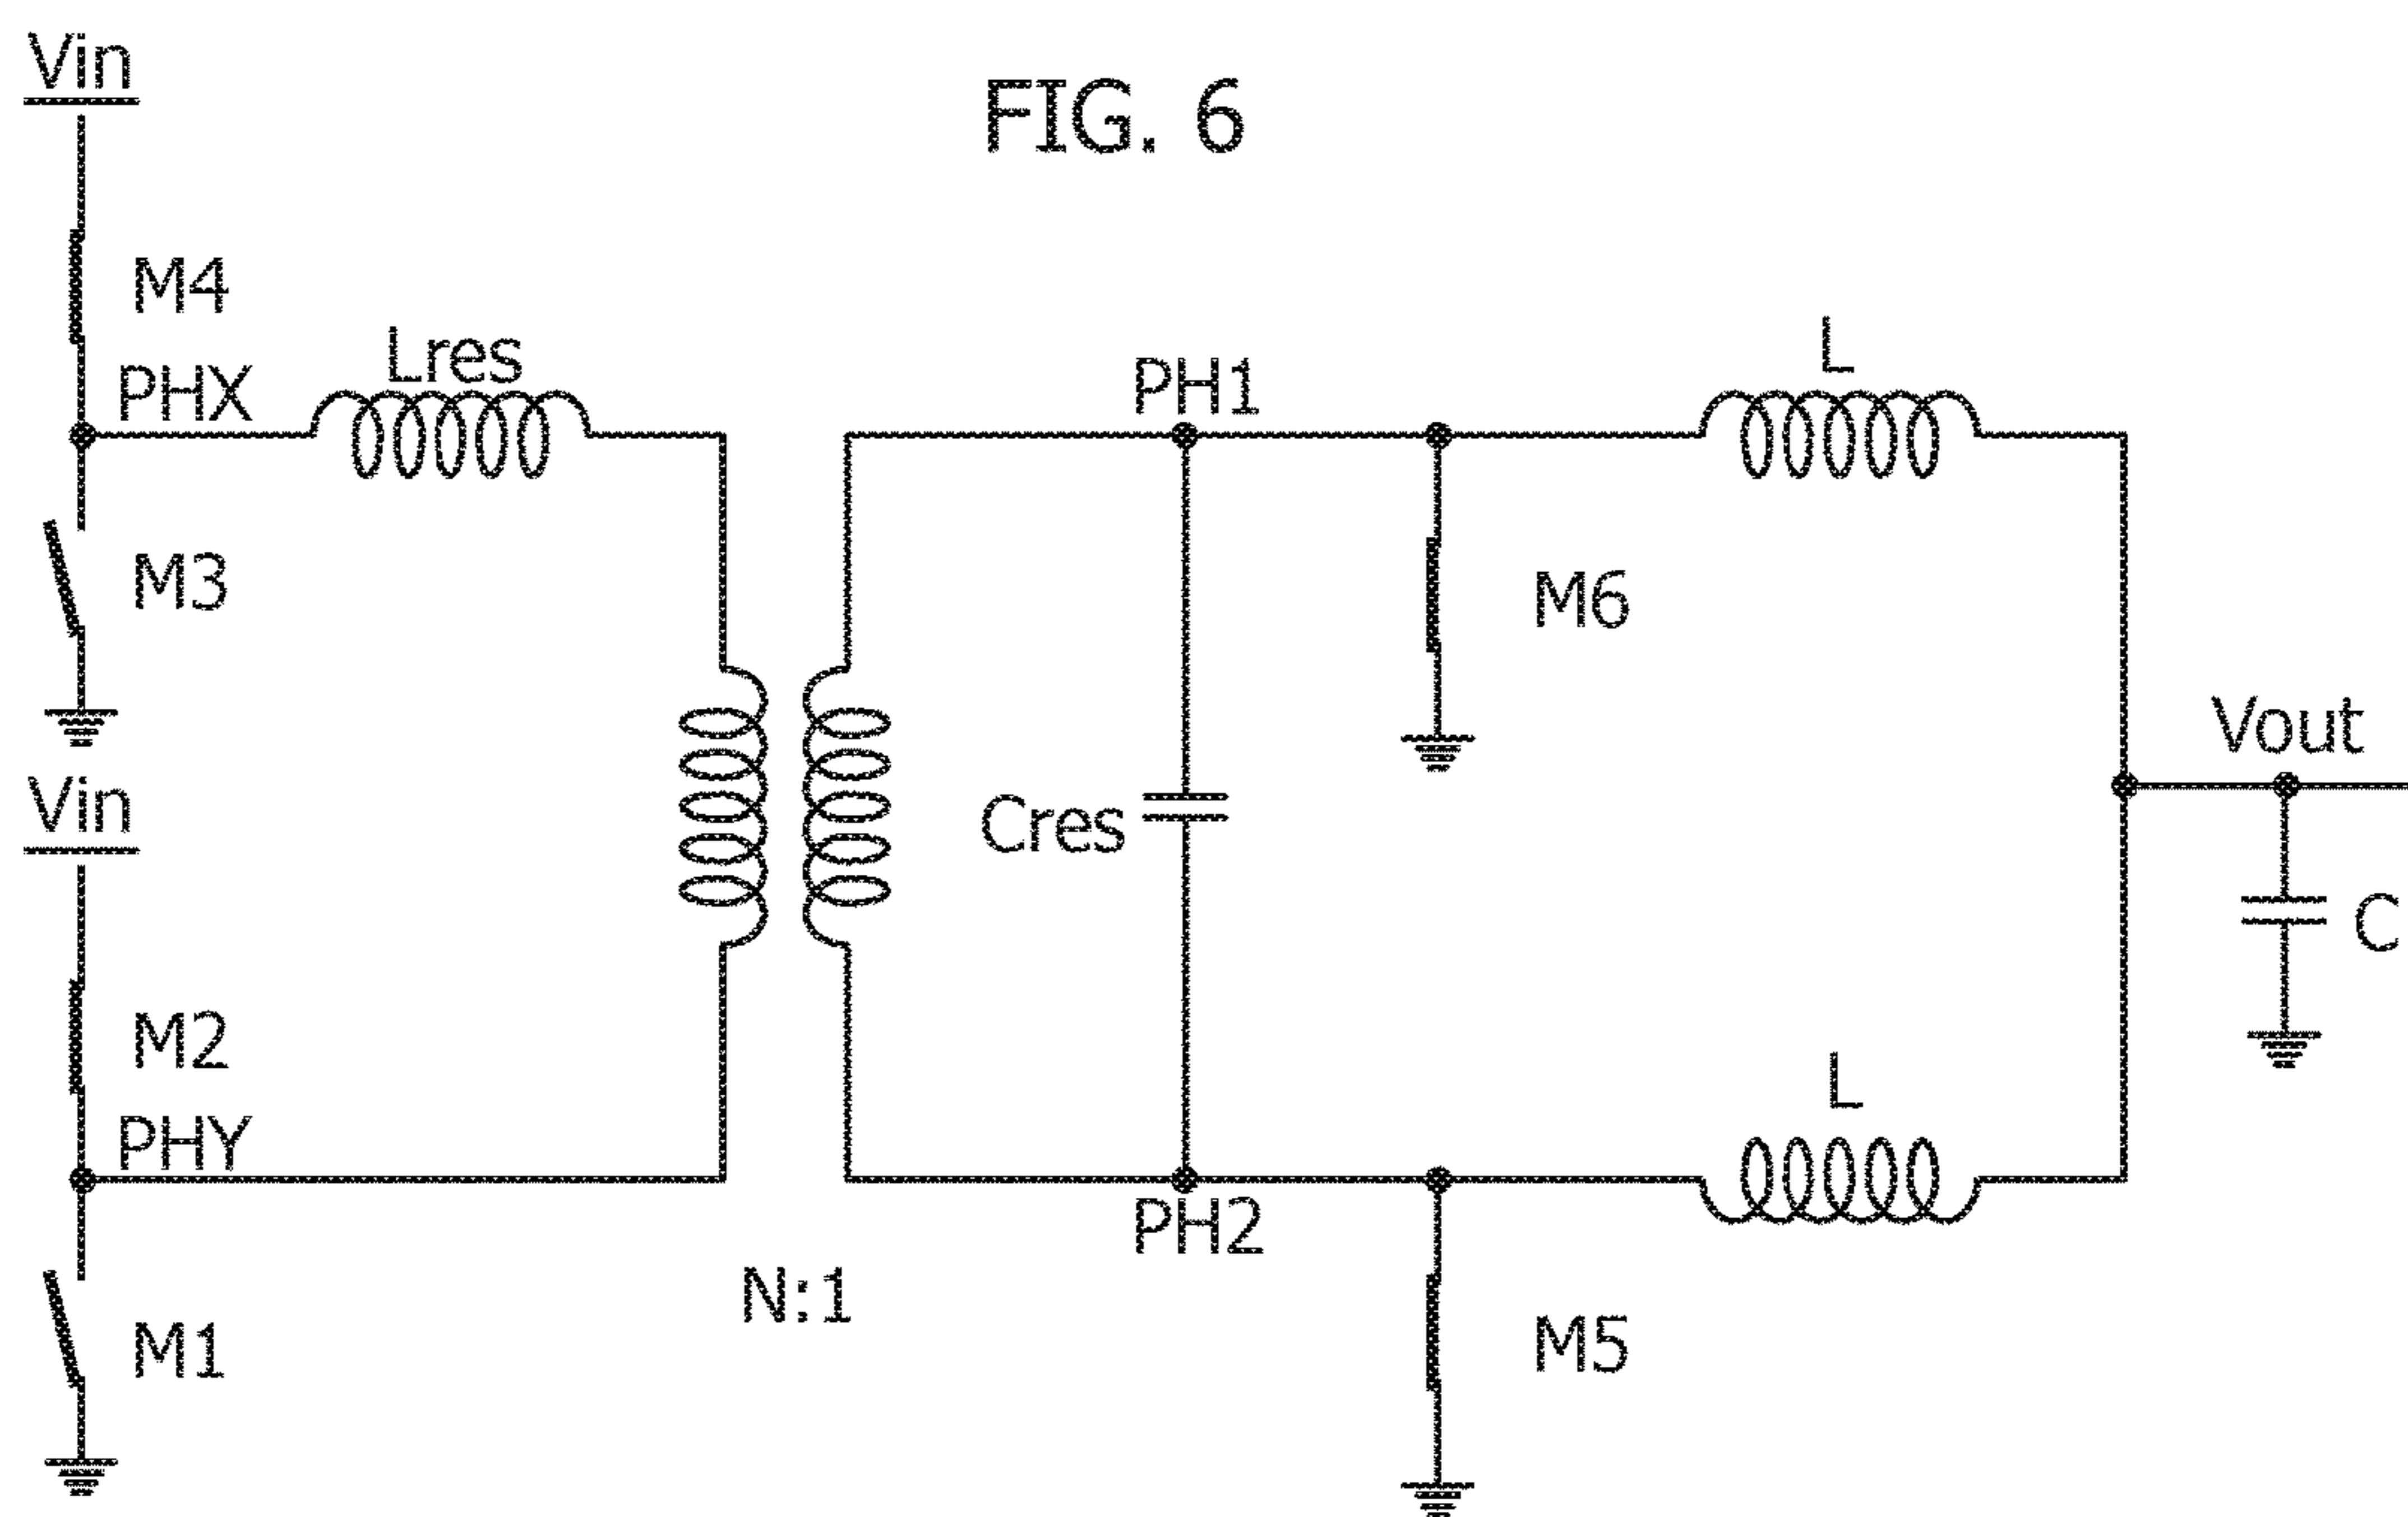 Vin
FIG. 6
M4
Lres
L
PHX
PH1
M3
M6
Vout
Vin
Cres
C
M2
L
PHY
PH2
N:1
M1
M5